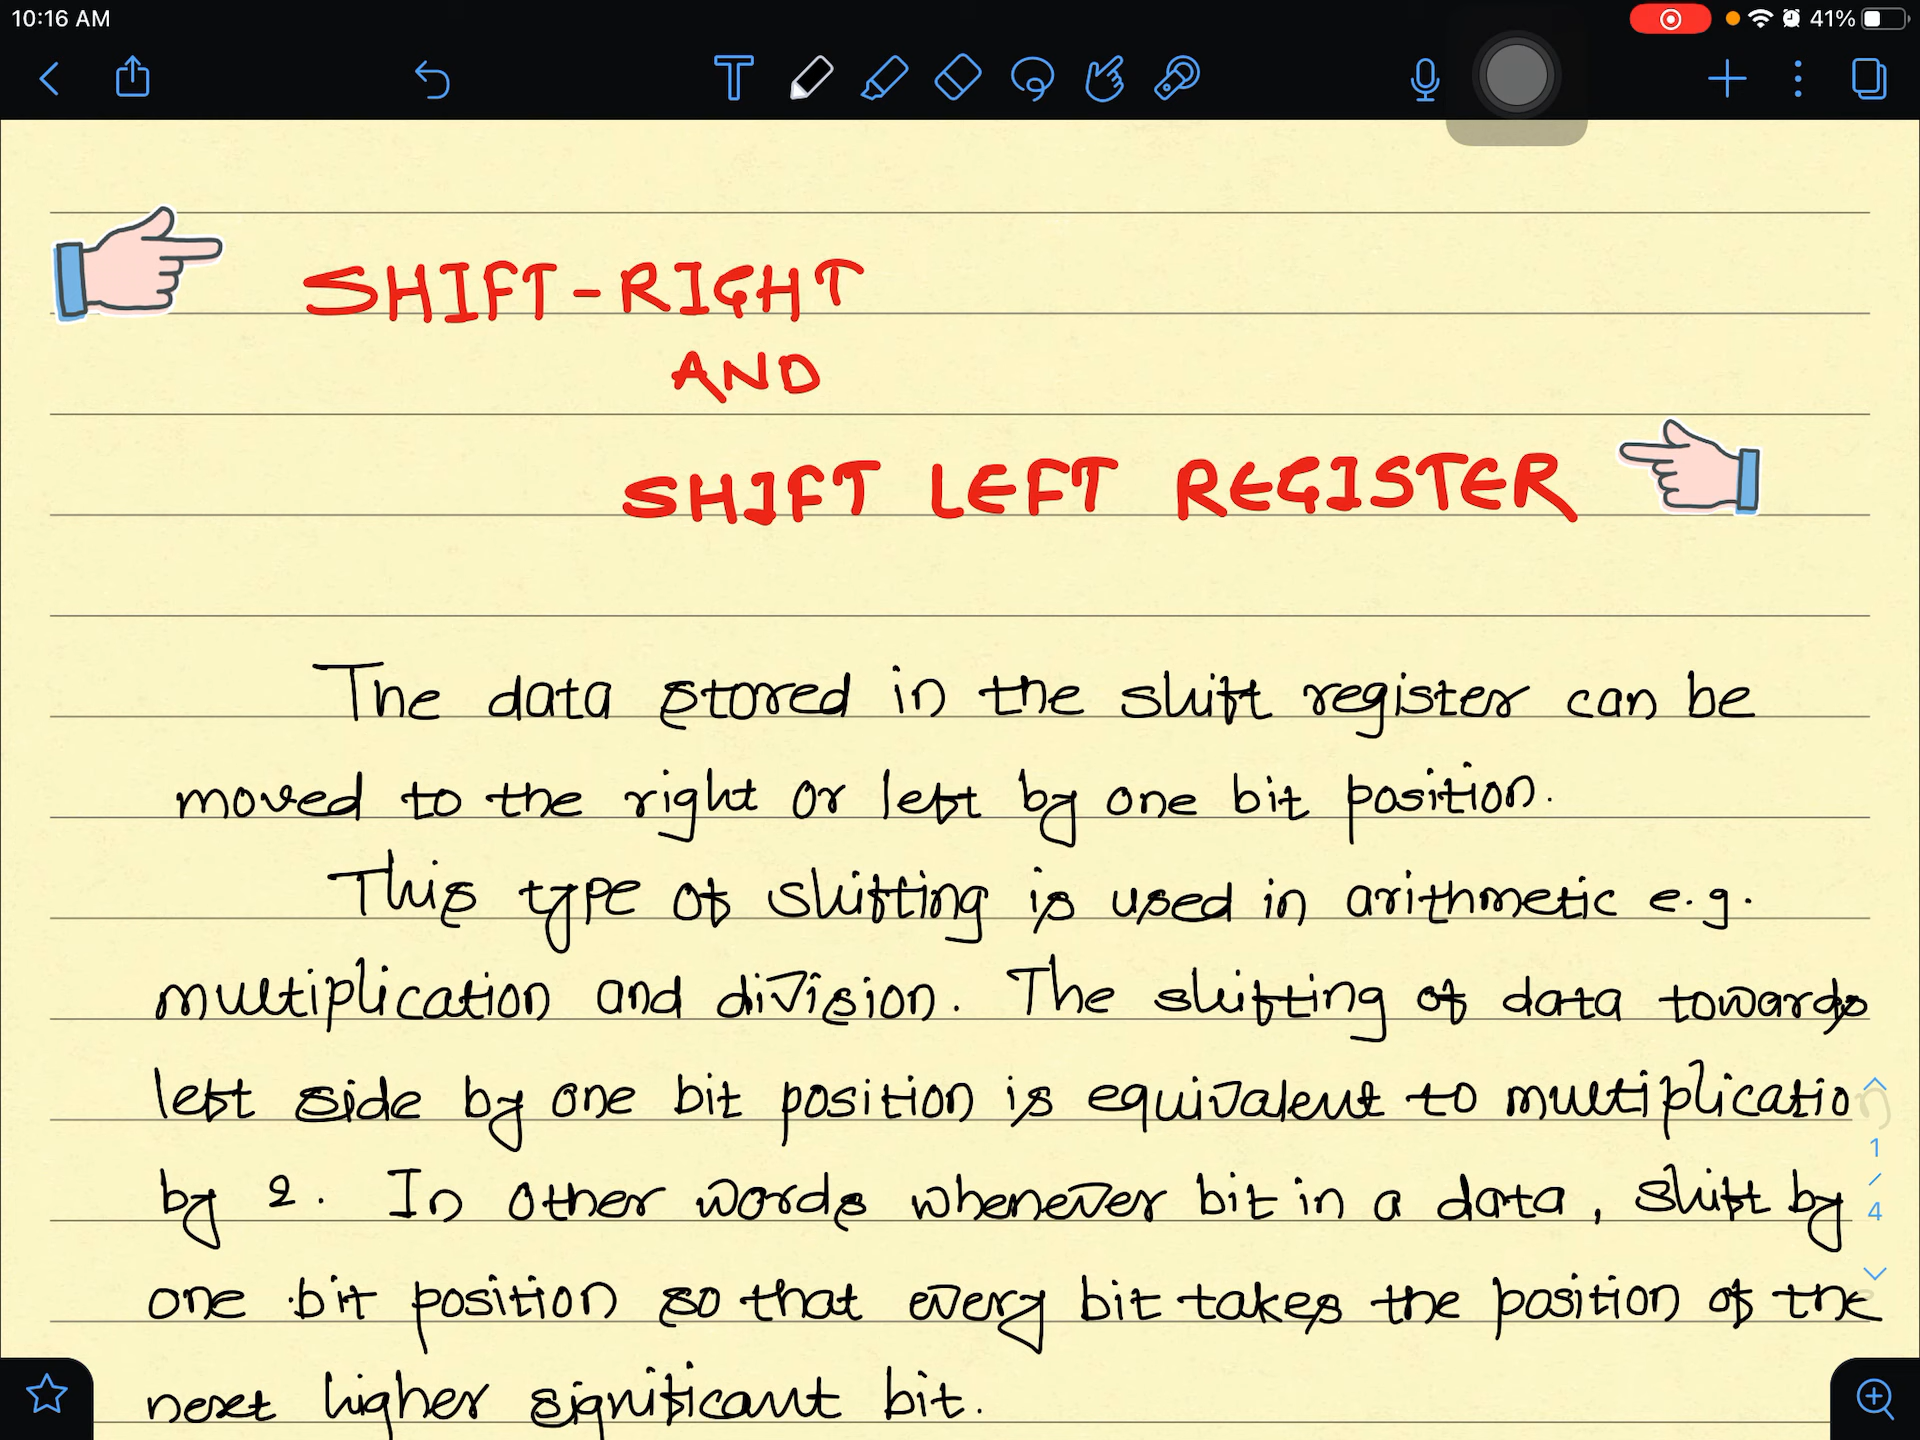 10:16 AM
41%
SHIFT-RIGHT
AND
SHIFT LEFT REGISTER
The data stored in the shift register can be
moved to the right or left by one bit position.
This type of shifting is used in arithmetic e.g.
multiplication and division. The shifting of data towards
left side by one bit position is equivalent to multiplication
by 2. In other words whenever bit in a data, shift by
one bit position so that every bit takes the position of the
next higher significant bit.
1
/
4